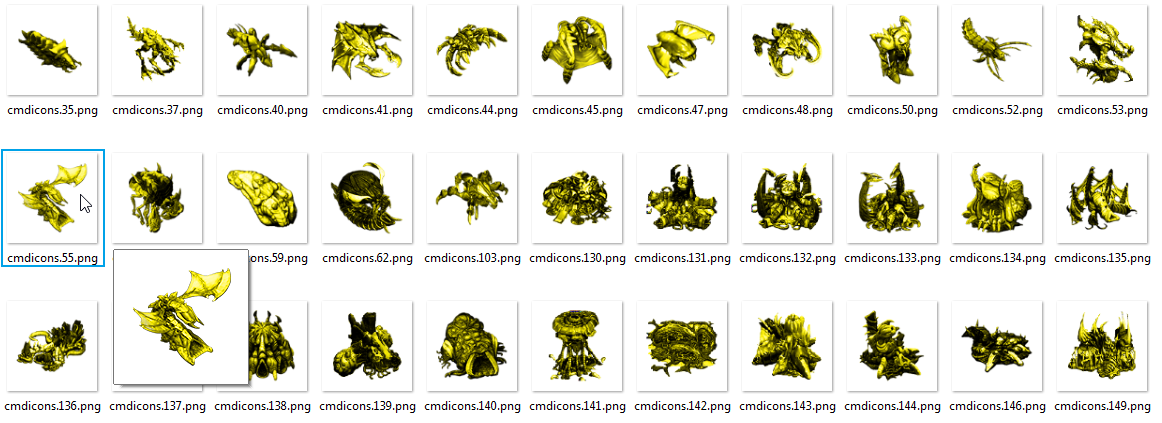 cmdicons.35.png cmdicons.37.png cmdicons.40.png cmdicons.41.png cmdicons.44.png cmdicons.45.png cmdicons.47.png cmdicons.48.png cmdicons.50.png cmdicons.52.png cmdicons.53.png
cmdicons.55.png cons.59.png cmdicons.62.png cmdicons.103.png cmdicons.130.png cmdicons.131.png cmdicons.132.png cmdicons.133.png cmdicons.134.png cmdicons.135.png
cmdicons.136.png cmdicons.137.png cmdicons.138.png cmdicons.139.png cmdicons.140.png cmdicons.141.png cmdicons.142.png cmdicons.143.png cmdicons.144.png cmdicons.146.png cmdicons.149.png